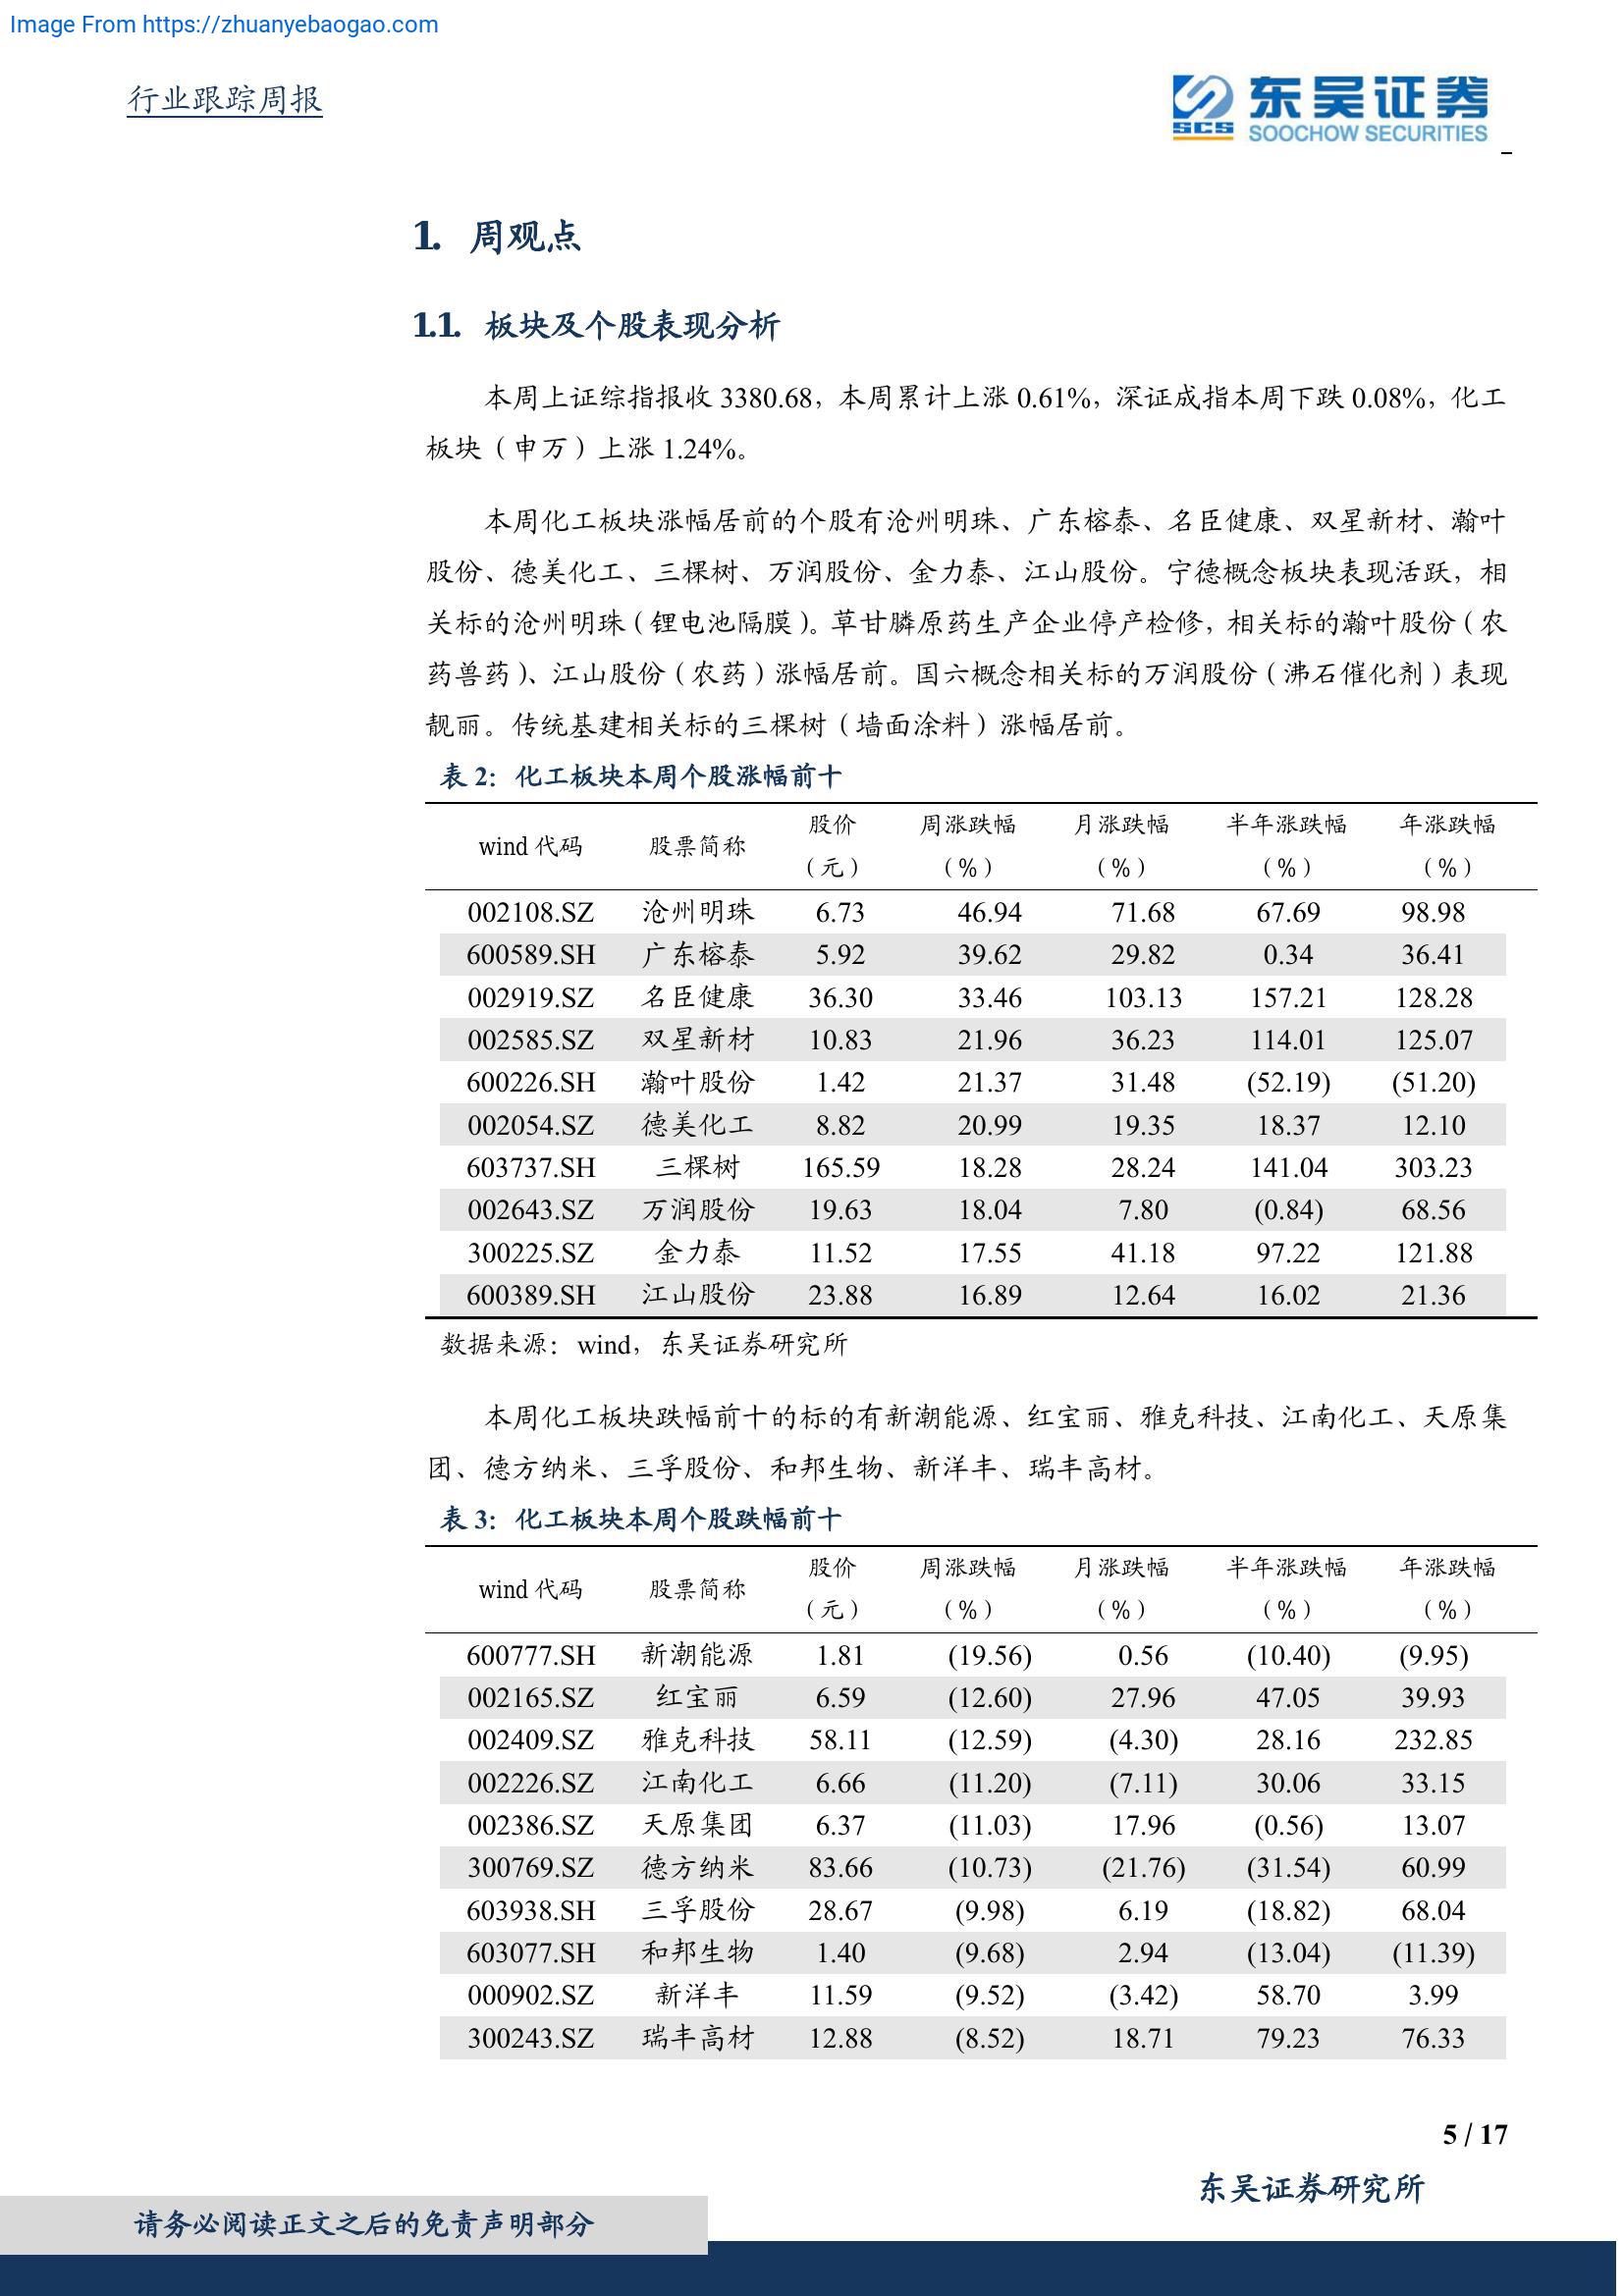 Image From https://zhuanyebaogao.com
行业跟踪周报
东吴证券
SCS
SOOCHOW SECURITIES
1. 周观点
1.1. 板块及个股表现分析
本周上证综指报收 3380.68，本周累计上涨 0.61%，深证成指本周下跌 0.08%，化工
板块（申万）上涨 1.24%。
本周化工板块涨幅居前的个股有沧州明珠、广东榕泰、名臣健康、双星新材、瀚叶
股份、德美化工、三棵树、万润股份、金力泰、江山股份。宁德概念板块表现活跃，相
关标的沧州明珠（锂电池隔膜）。草甘膦原药生产企业停产检修，相关标的瀚叶股份（农
药兽药）、江山股份（农药）涨幅居前。国六概念相关标的万润股份（沸石催化剂）表现
靓丽。传统基建相关标的三棵树（墙面涂料）涨幅居前。
表 2：化工板块本周个股涨幅前十
wind 代码 股票简称 股价（元） 周涨跌幅（%） 月涨跌幅（%） 半年涨跌幅（%） 年涨跌幅（%）
002108.SZ 沧州明珠 6.73 46.94 71.68 67.69 98.98
600589.SH 广东榕泰 5.92 39.62 29.82 0.34 36.41
002919.SZ 名臣健康 36.30 33.46 103.13 157.21 128.28
002585.SZ 双星新材 10.83 21.96 36.23 114.01 125.07
600226.SH 瀚叶股份 1.42 21.37 31.48 (52.19) (51.20)
002054.SZ 德美化工 8.82 20.99 19.35 18.37 12.10
603737.SH 三棵树 165.59 18.28 28.24 141.04 303.23
002643.SZ 万润股份 19.63 18.04 7.80 (0.84) 68.56
300225.SZ 金力泰 11.52 17.55 41.18 97.22 121.88
600389.SH 江山股份 23.88 16.89 12.64 16.02 21.36
数据来源：wind，东吴证券研究所
本周化工板块跌幅前十的标的有新潮能源、红宝丽、雅克科技、江南化工、天原集
团、德方纳米、三孚股份、和邦生物、新洋丰、瑞丰高材。
表 3：化工板块本周个股跌幅前十
wind 代码 股票简称 股价（元） 周涨跌幅（%） 月涨跌幅（%） 半年涨跌幅（%） 年涨跌幅（%）
600777.SH 新潮能源 1.81 (19.56) 0.56 (10.40) (9.95)
002165.SZ 红宝丽 6.59 (12.60) 27.96 47.05 39.93
002409.SZ 雅克科技 58.11 (12.59) (4.30) 28.16 232.85
002226.SZ 江南化工 6.66 (11.20) (7.11) 30.06 33.15
002386.SZ 天原集团 6.37 (11.03) 17.96 (0.56) 13.07
300769.SZ 德方纳米 83.66 (10.73) (21.76) (31.54) 60.99
603938.SH 三孚股份 28.67 (9.98) 6.19 (18.82) 68.04
603077.SH 和邦生物 1.40 (9.68) 2.94 (13.04) (11.39)
000902.SZ 新洋丰 11.59 (9.52) (3.42) 58.70 3.99
300243.SZ 瑞丰高材 12.88 (8.52) 18.71 79.23 76.33
5 / 17
东吴证券研究所
请务必阅读正文之后的免责声明部分